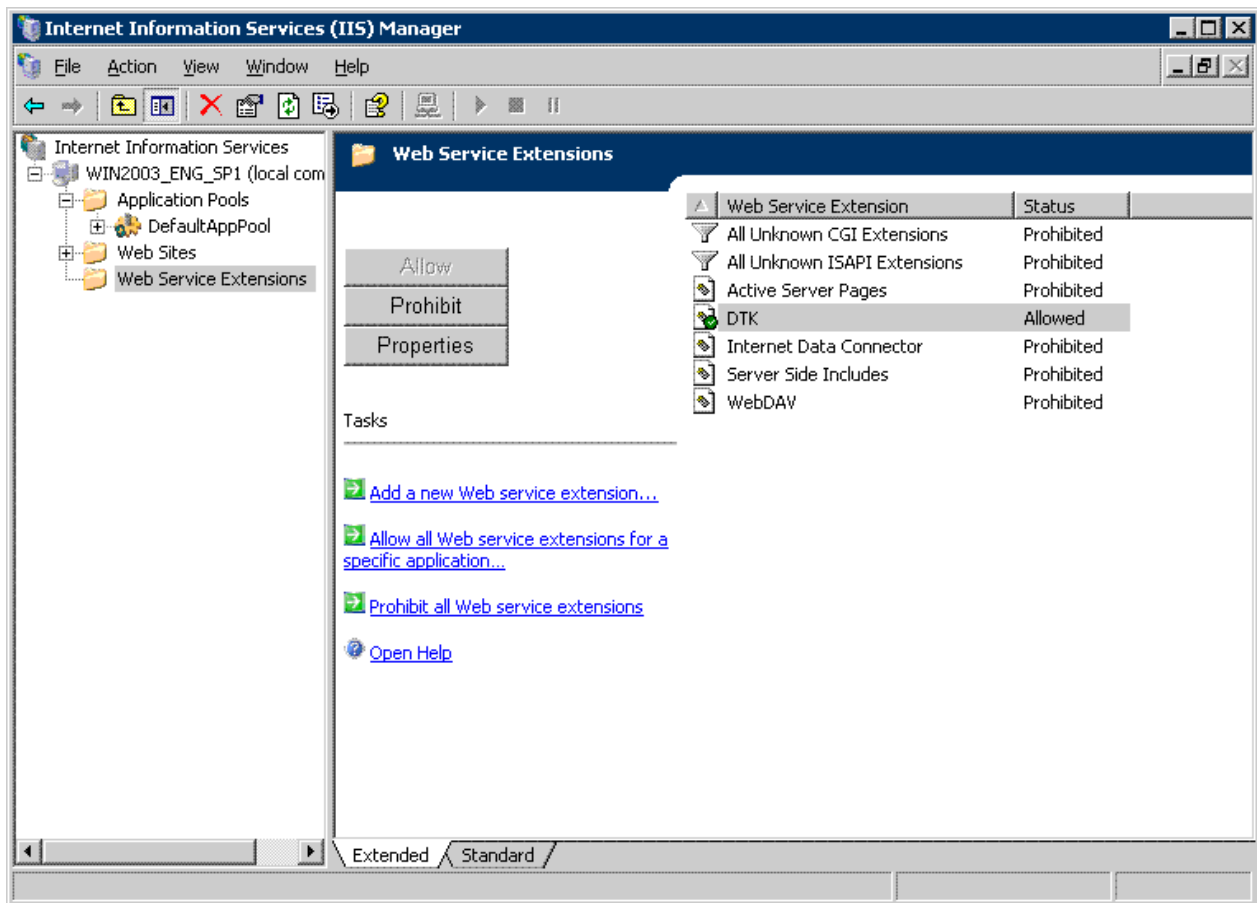 Internet Information Services (IIS) Manager
File Action View Window Help
Internet Information Services
WIN2003_ENG_SP1 (local com
Application Pools
DefaultAppPool
Web Sites
Web Service Extensions
Web Service Extensions
Allow
Prohibit
Properties
Tasks
Add a new Web service extension...
Allow all Web service extensions for a
specific application...
Prohibit all Web service extensions
Open Help
Web Service Extension Status
All Unknown CGI Extensions Prohibited
All Unknown ISAPI Extensions Prohibited
Active Server Pages Prohibited
DTK Allowed
Internet Data Connector Prohibited
Server Side Includes Prohibited
WebDAV Prohibited
Extended Standard